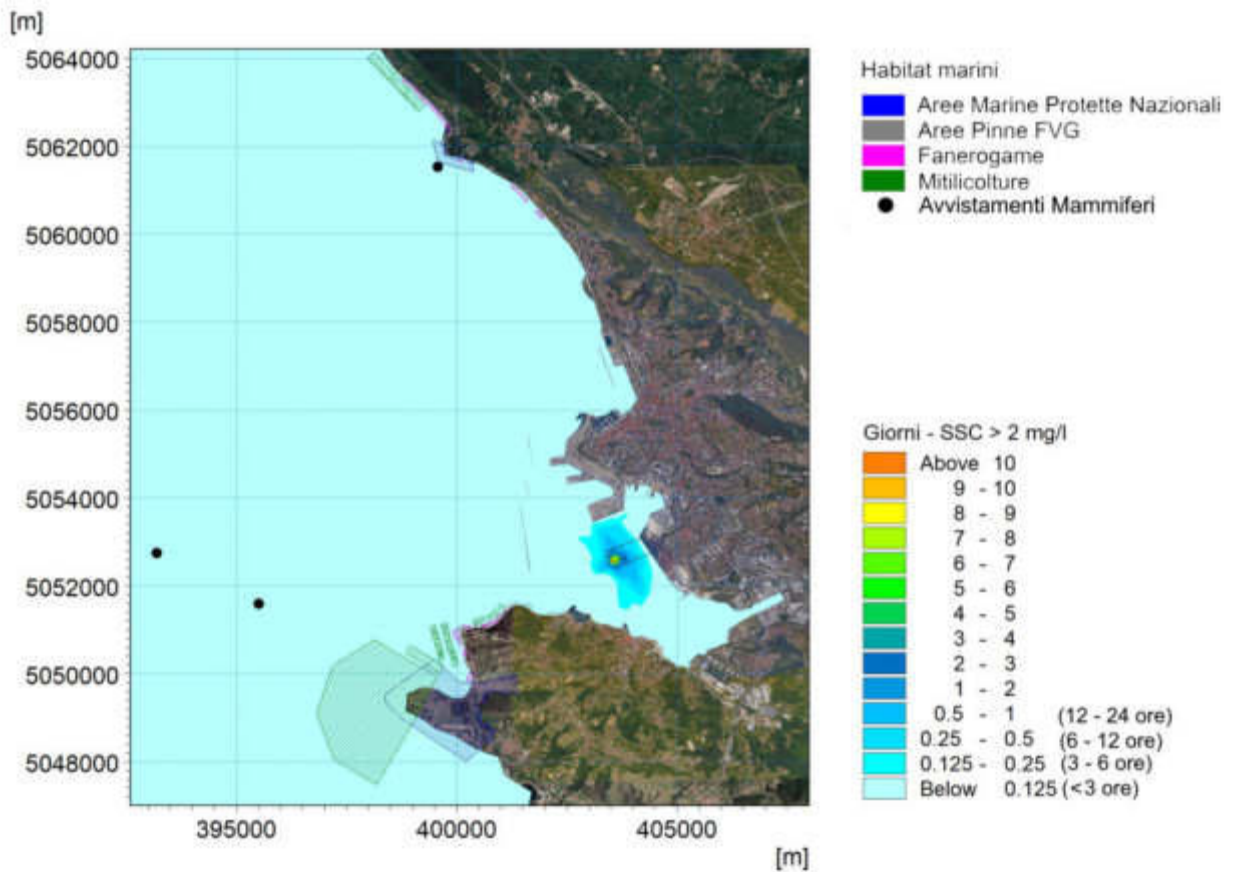 [m]
5064000
5062000
5060000
5058000
5056000
5054000
5052000
5050000
5048000
395000
400000
405000
[m]
Habitat marini
Aree Marine Protette Nazionali
Aree Pinne FVG
Fanerogame
Mitilicolture
Avvistamenti Mammiferi
Giorni - SSC > 2 mg/l
Above 10
9 - 10
8 - 9
7 - 8
6 - 7
5 - 6
4 - 5
3 - 4
2 - 3
1 - 2
0.5 - 1 (12 - 24 ore)
0.25 - 0.5 (6 - 12 ore)
0.125 - 0.25 (3 - 6 ore)
Below 0.125 (<3 ore)